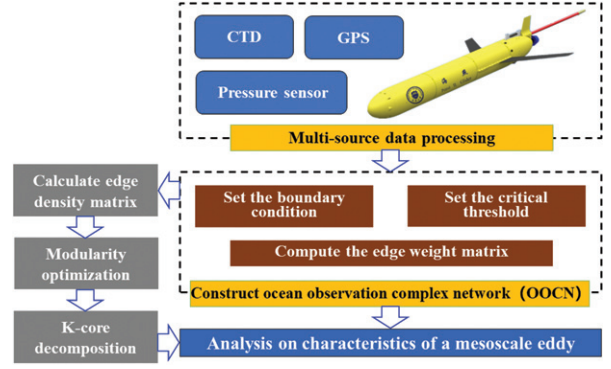 CTD
GPS
Pressure sensor
Multi-source data processing
Calculate edge
density matrix
Set the boundary
condition
Set the critical
threshold
Modularity
optimization
Compute the edge weight matrix
Construct ocean observation complex network（OOCN）
K-core
decomposition
Analysis on characteristics of a mesoscale eddy